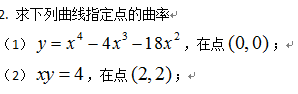 2. 求下列曲线指定点的曲率↵
(1) y = x⁴ − 4x³ − 18x²，在点 (0,0)；↵
(2) xy = 4，在点 (2,2)；↵